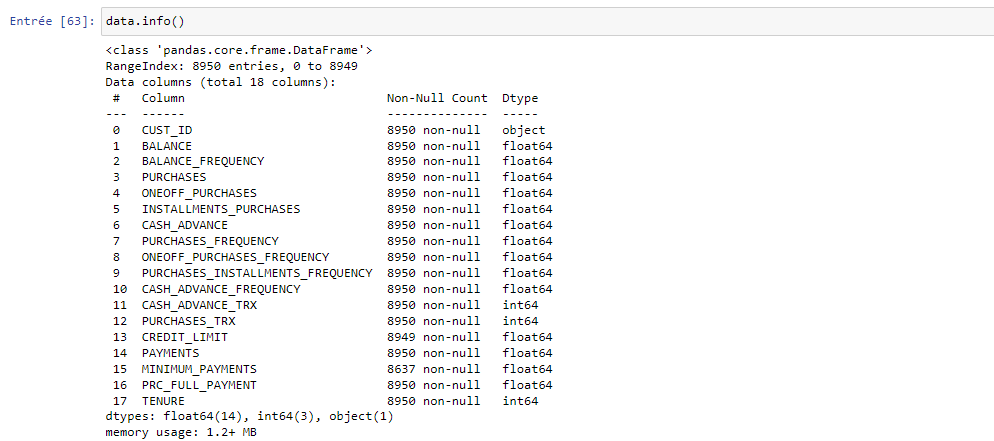 Entrée [63]: data.info()
<class 'pandas.core.frame.DataFrame'>
RangeIndex: 8950 entries, 0 to 8949
Data columns (total 18 columns):
 #   Column                            Non-Null Count  Dtype
---  ------                            --------------  -----
 0   CUST_ID                           8950 non-null   object
 1   BALANCE                           8950 non-null   float64
 2   BALANCE_FREQUENCY                 8950 non-null   float64
 3   PURCHASES                         8950 non-null   float64
 4   ONEOFF_PURCHASES                  8950 non-null   float64
 5   INSTALLMENTS_PURCHASES            8950 non-null   float64
 6   CASH_ADVANCE                      8950 non-null   float64
 7   PURCHASES_FREQUENCY               8950 non-null   float64
 8   ONEOFF_PURCHASES_FREQUENCY        8950 non-null   float64
 9   PURCHASES_INSTALLMENTS_FREQUENCY  8950 non-null   float64
 10  CASH_ADVANCE_FREQUENCY            8950 non-null   float64
 11  CASH_ADVANCE_TRX                  8950 non-null   int64
 12  PURCHASES_TRX                     8950 non-null   int64
 13  CREDIT_LIMIT                      8949 non-null   float64
 14  PAYMENTS                          8950 non-null   float64
 15  MINIMUM_PAYMENTS                  8637 non-null   float64
 16  PRC_FULL_PAYMENT                  8950 non-null   float64
 17  TENURE                            8950 non-null   int64
dtypes: float64(14), int64(3), object(1)
memory usage: 1.2+ MB